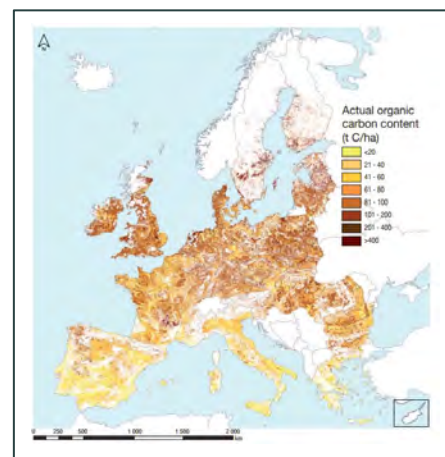 N
Actual organic
carbon content
(t C/ha)
<20
21 - 40
41 - 60
61 - 80
81 - 100
101 - 200
201 - 400
>400
0 250 500 1 000 1 500 2 000
km